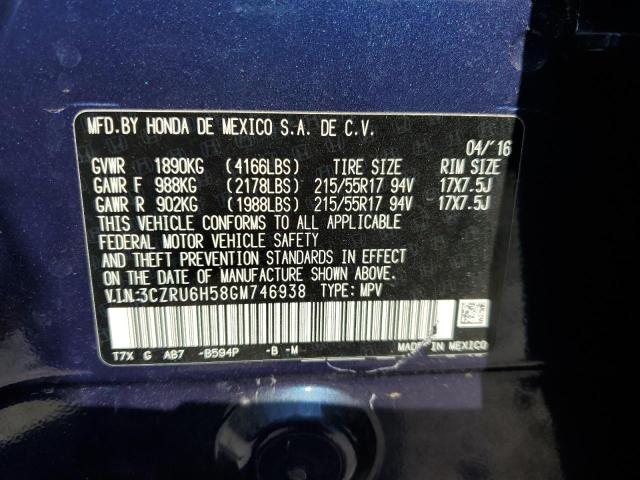 MFD.BY HONDA DE MEXICO S.A. DE C.V.
04/'16
GVWR 1890KG (4166LBS) TIRE SIZE RIM SIZE
GAWR F 988KG (2178LBS) 215/55R17 94V 17X7.5J
GAWR R 902KG (1988LBS) 215/55R17 94V 17X7.5J
THIS VEHICLE CONFORMS TO ALL APPLICABLE
FEDERAL MOTOR VEHICLE SAFETY
AND THEFT PREVENTION STANDARDS IN EFFECT
ON THE DATE OF MANUFACTURE SHOWN ABOVE.
V.I.N:3CZRU6H58GM746938 TYPE: MPV
T7X G AB7 -B594P -B -M MADE IN MEXICO